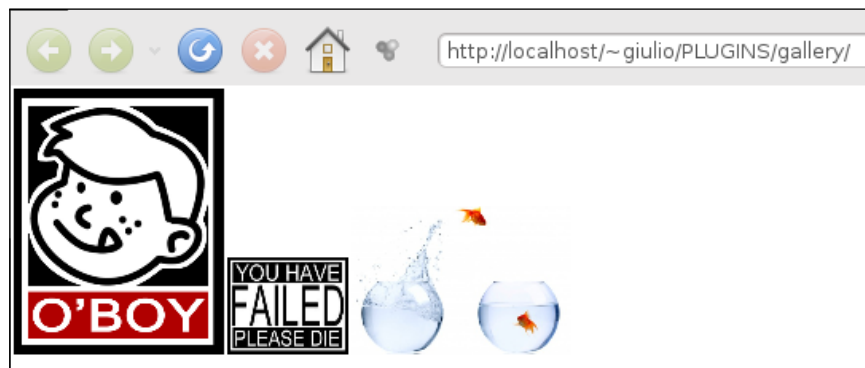 http://localhost/~giulio/PLUGINS/gallery/
O'BOY
YOU HAVE
FAILED
PLEASE DIE